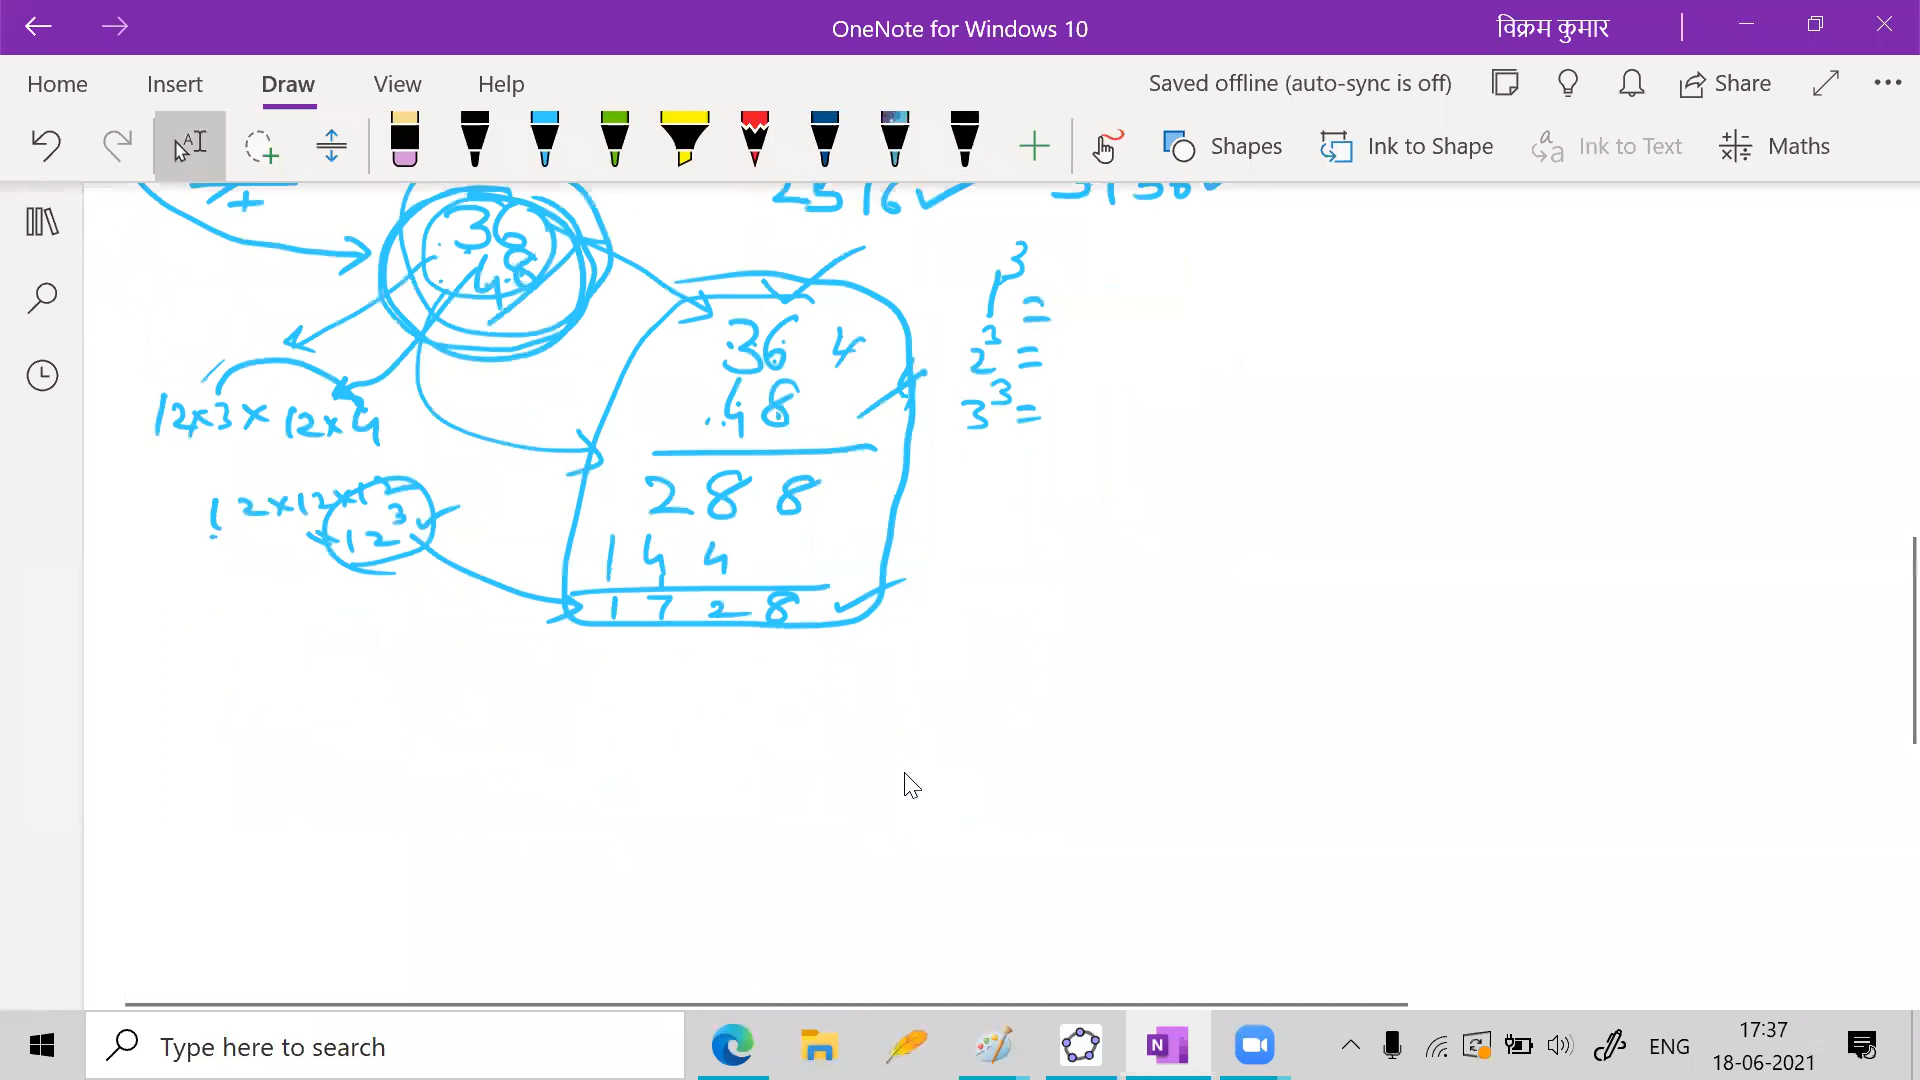 OneNote for Windows 10
विक्रम कुमार
Home Insert Draw View Help
Saved offline (auto-sync is off)
Share
Shapes
Ink to Shape
Ink to Text
Maths
2516 ✓
36
48
1³ =
2³ =
3³ =
36 4
48
288
144
1728
12×3×12×4
12×12×12
12³
Type here to search
ENG
17:37
18-06-2021